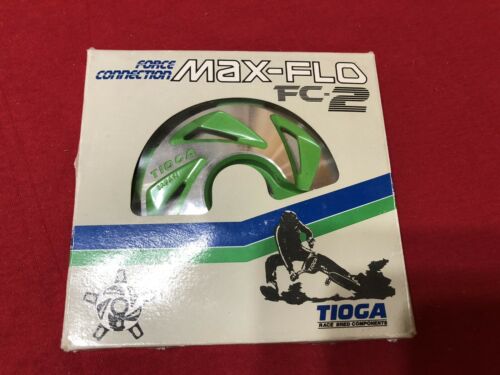 FORCE
CONNECTION
MAX-FLO
FC-2
TIOGA
TIOGA
RACE BRED COMPONENTS